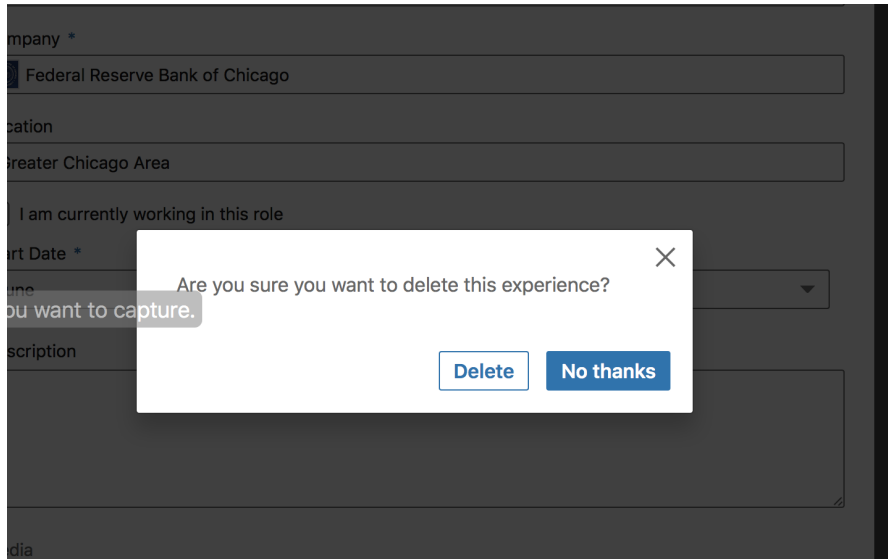 mpany *
Federal Reserve Bank of Chicago
cation
Greater Chicago Area
I am currently working in this role
art Date *
une
Are you sure you want to delete this experience?
ou want to capture.
scription
Delete
No thanks
dia